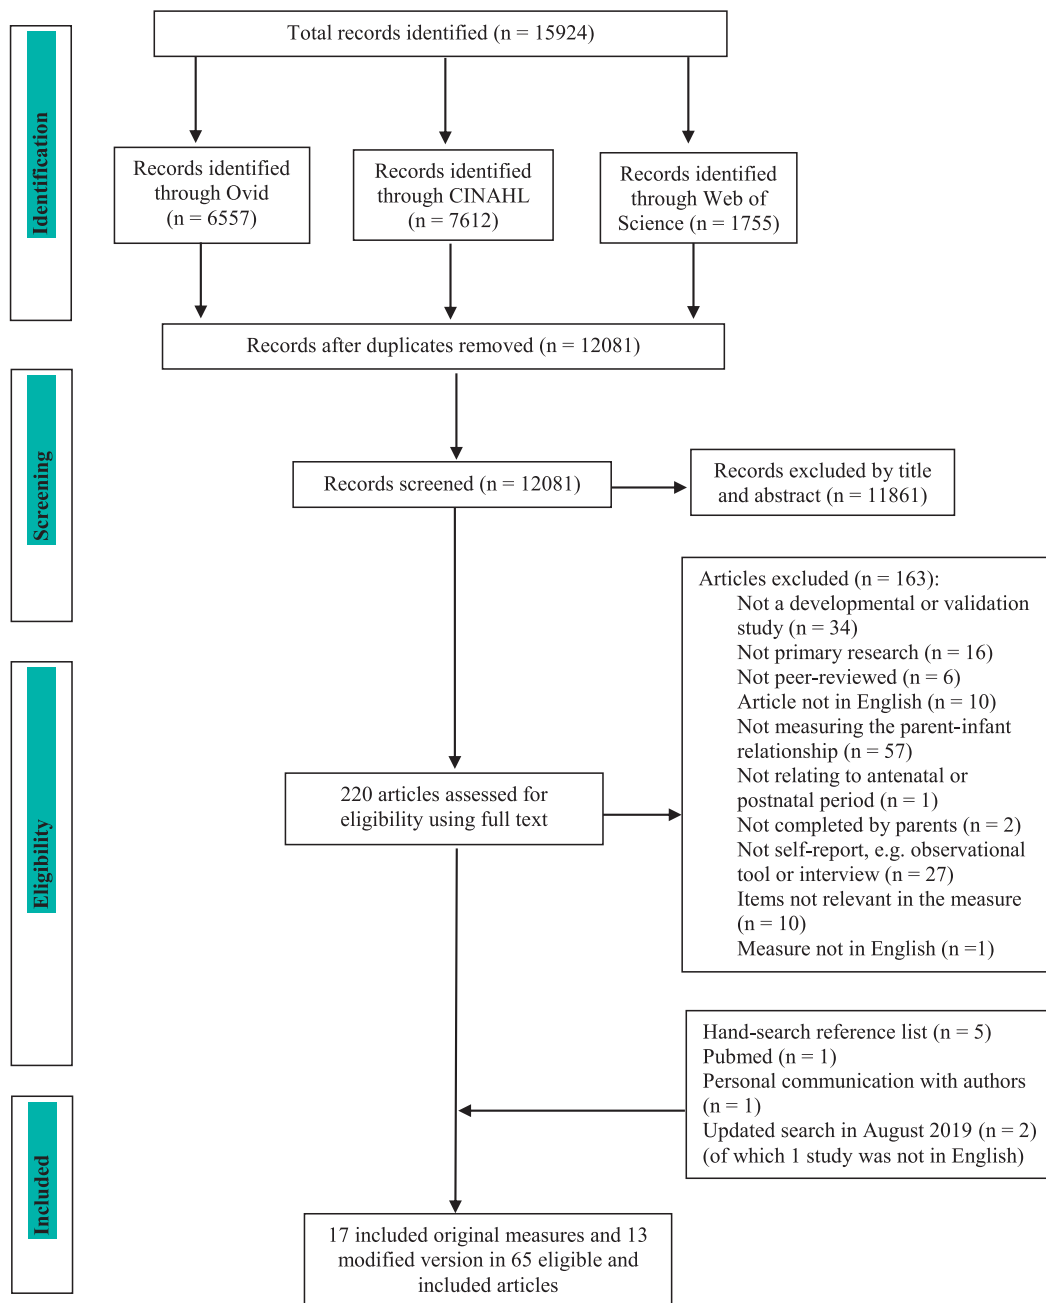 Total records identified (n = 15924)
Identification
Records identified
through Ovid
(n = 6557)
Records identified
through CINAHL
(n = 7612)
Records identified
through Web of
Science (n = 1755)
Records after duplicates removed (n = 12081)
Screening
Records screened (n = 12081)
Records excluded by title
and abstract (n = 11861)
Eligibility
220 articles assessed for
eligibility using full text
Articles excluded (n = 163):
Not a developmental or validation
study (n = 34)
Not primary research (n = 16)
Not peer-reviewed (n = 6)
Article not in English (n = 10)
Not measuring the parent-infant
relationship (n = 57)
Not relating to antenatal or
postnatal period (n = 1)
Not completed by parents (n = 2)
Not self-report, e.g. observational
tool or interview (n = 27)
Items not relevant in the measure
(n = 10)
Measure not in English (n =1)
Hand-search reference list (n = 5)
Pubmed (n = 1)
Personal communication with authors
(n = 1)
Updated search in August 2019 (n = 2)
(of which 1 study was not in English)
Included
17 included original measures and 13
modified version in 65 eligible and
included articles